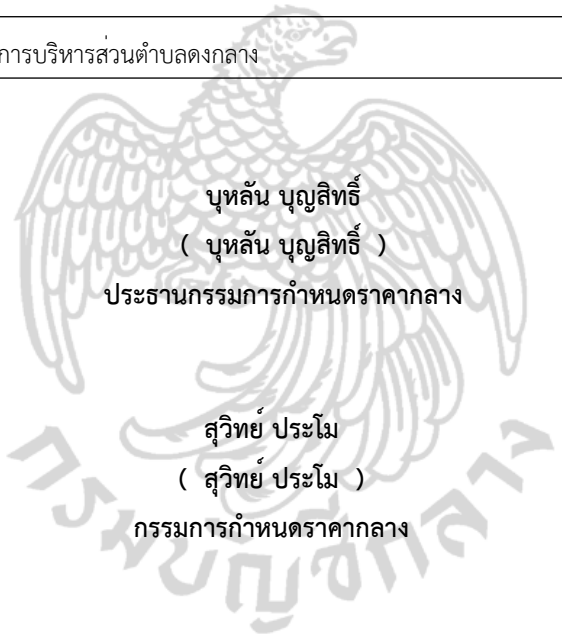 การบริหารส่วนตำบลดงกลาง
บุหลัน บุญสิทธิ์
( บุหลัน บุญสิทธิ์ )
ประธานกรรมการกำหนดราคากลาง
สุวิทย์ ประโม
( สุวิทย์ ประโม )
กรรมการกำหนดราคากลาง
กรมบัญชีกลาง